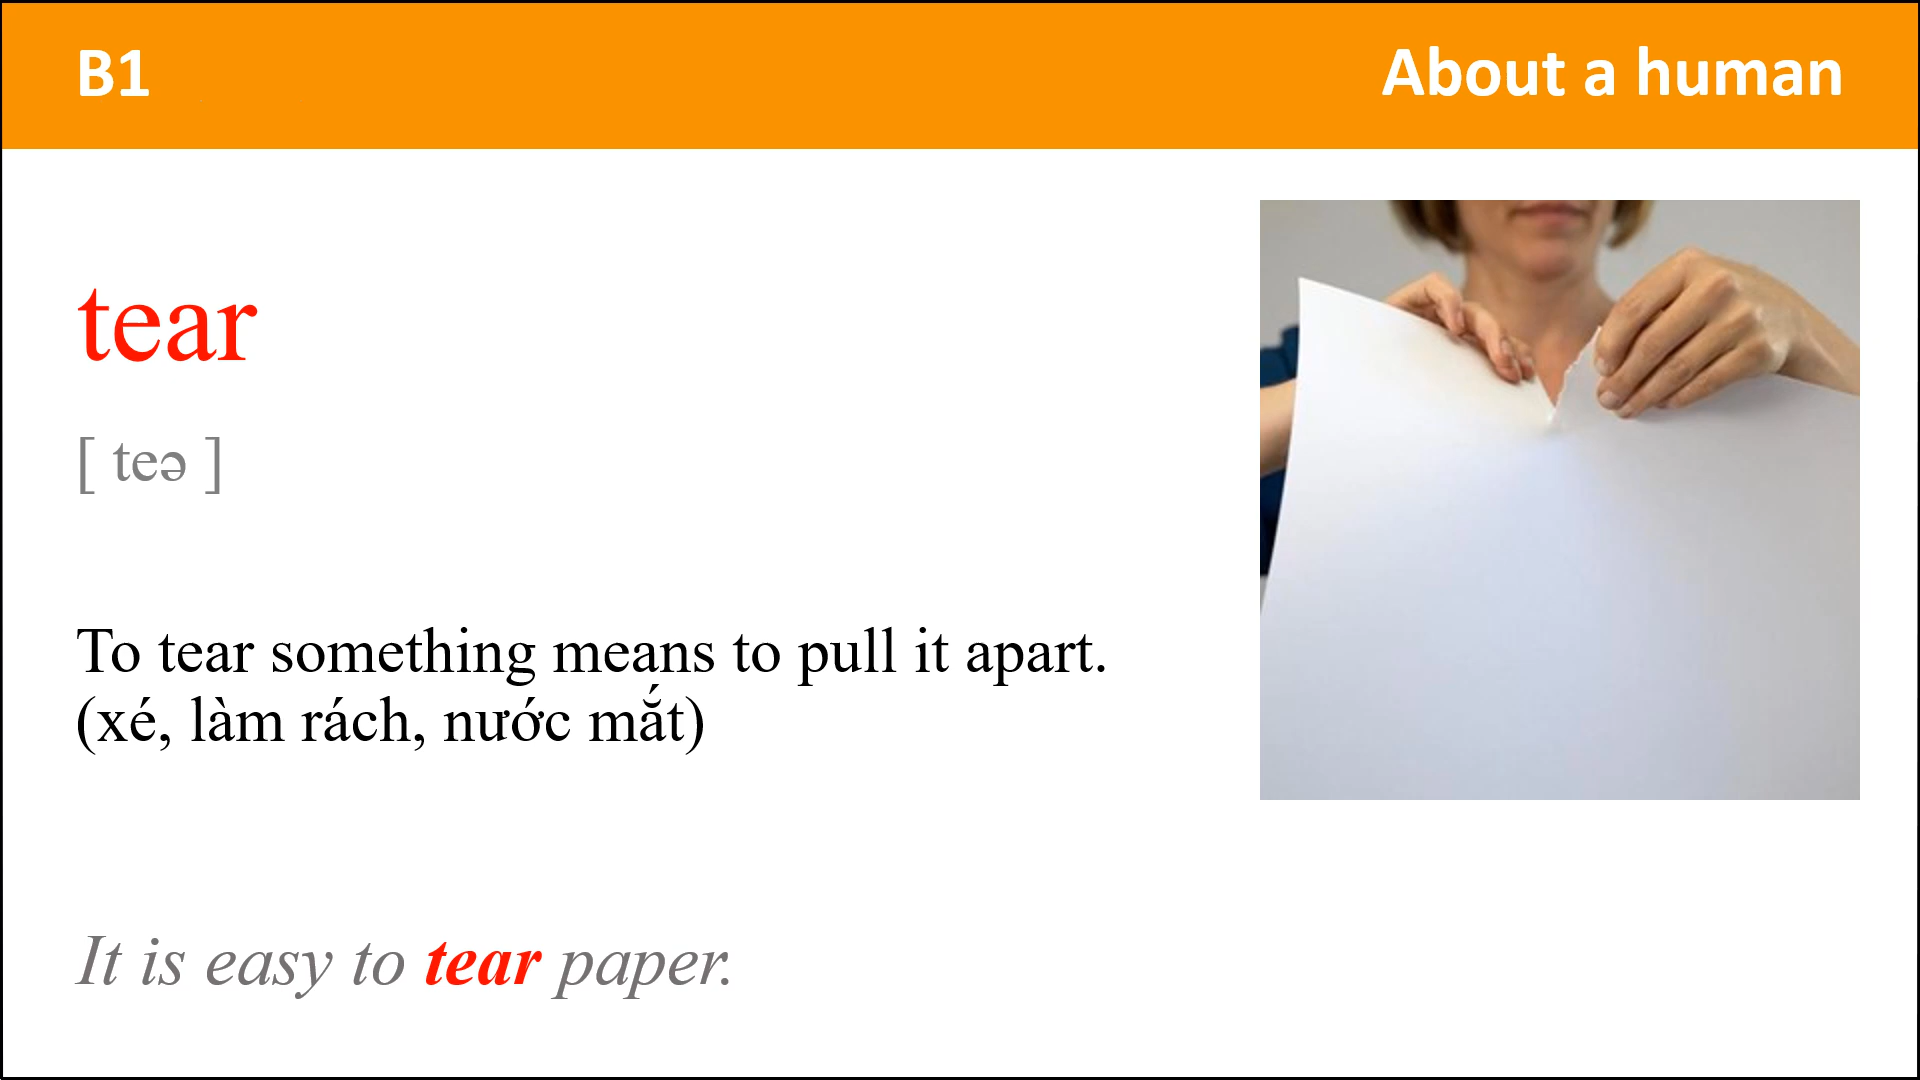 B1
About a human
tear
[ teə ]
To tear something means to pull it apart.
(xé, làm rách, nước mắt)
It is easy to tear paper.